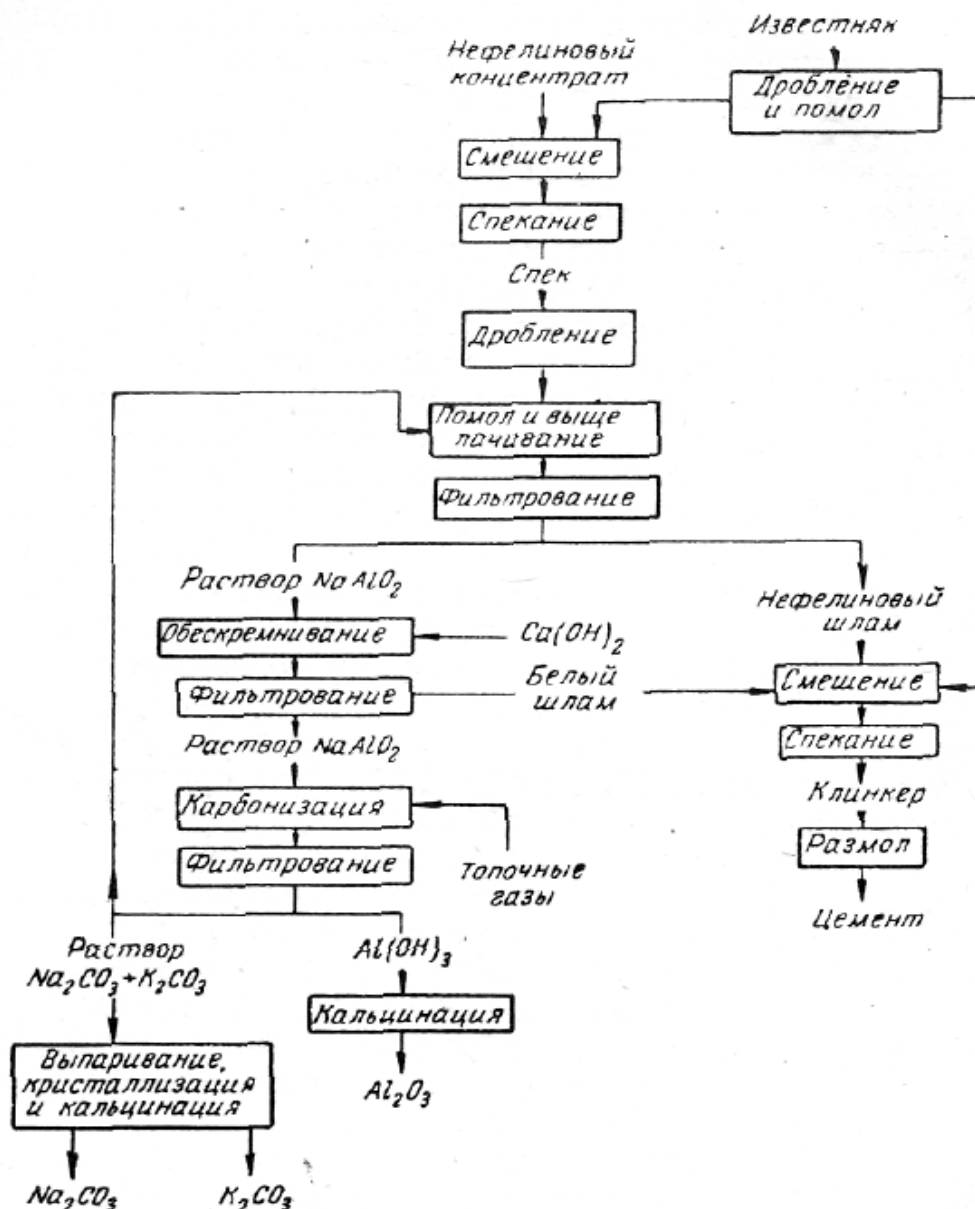 Известняк
Нефелиновый
концентрат
Дробление
и помол
Смешение
Спекание
Спек
Дробление
Помол и выще
лачивание
Фильтрование
Раствор NaAlO₂
Нефелиновый
шлам
Обескремнивание
Ca(OH)₂
Фильтрование
Белый
шлам
Смешение
Раствор NaAlO₂
Спекание
Карбонизация
Клинкер
Фильтрование
Топочные
газы
Размол
Цемент
Раствор
Na₂CO₃+K₂CO₃
Al(OH)₃
Кальцинация
Выпаривание,
кристаллизация
и кальцинация
Al₂O₃
Na₂CO₃
K₂CO₃